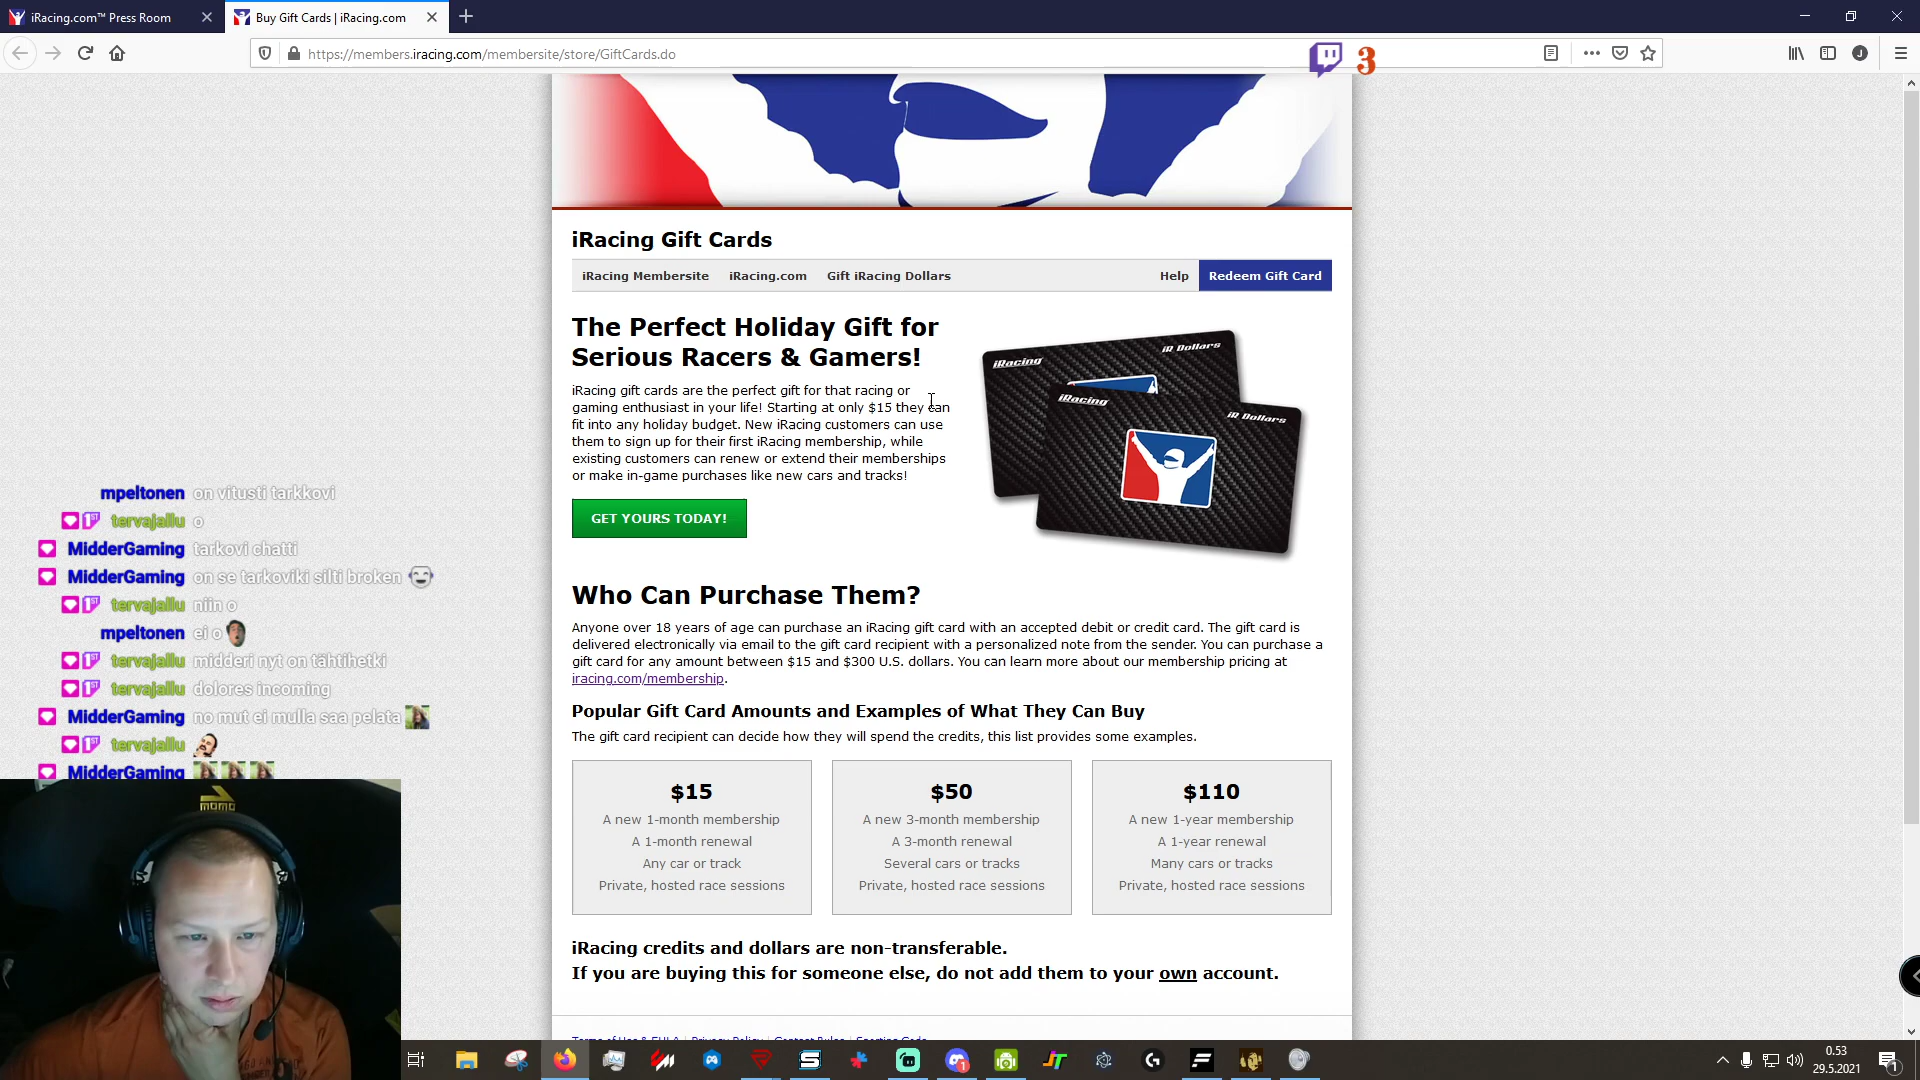 iRacing.com™ Press Room
Buy Gift Cards | iRacing.com
https://members.iracing.com/membersite/store/GiftCards.do
3
J
iRacing Gift Cards
iRacing Membersite iRacing.com Gift iRacing Dollars Help Redeem Gift Card
The Perfect Holiday Gift for
Serious Racers & Gamers!
iRacing gift cards are the perfect gift for that racing or
gaming enthusiast in your life! Starting at only $15 they can
fit into any holiday budget. New iRacing customers can use
them to sign up for their first iRacing membership, while
existing customers can renew or extend their memberships
or make in-game purchases like new cars and tracks!
GET YOURS TODAY!
iRacing iR Dollars
iRacing iR Dollars
mpeltonen on vitusti tarkkovi
tervajallu o
MidderGaming tarkovi chatti
MidderGaming on se tarkoviki silti broken
tervajallu niin o
mpeltonen ei o
tervajallu midderi nyt on tähtihetki
tervajallu dolores incoming
MidderGaming no mut ei mulla saa pelata
tervajallu
MidderGaming
Who Can Purchase Them?
Anyone over 18 years of age can purchase an iRacing gift card with an accepted debit or credit card. The gift card is
delivered electronically via email to the gift card recipient with a personalized note from the sender. You can purchase a
gift card for any amount between $15 and $300 U.S. dollars. You can learn more about our membership pricing at
iracing.com/membership.
Popular Gift Card Amounts and Examples of What They Can Buy
The gift card recipient can decide how they will spend the credits, this list provides some examples.
$15
A new 1-month membership
A 1-month renewal
Any car or track
Private, hosted race sessions
$50
A new 3-month membership
A 3-month renewal
Several cars or tracks
Private, hosted race sessions
$110
A new 1-year membership
A 1-year renewal
Many cars or tracks
Private, hosted race sessions
iRacing credits and dollars are non-transferable.
If you are buying this for someone else, do not add them to your own account.
Terms of Use & EULA | Privacy Policy | Contest Rules | Sporting Code
momo
0.53
29.5.2021